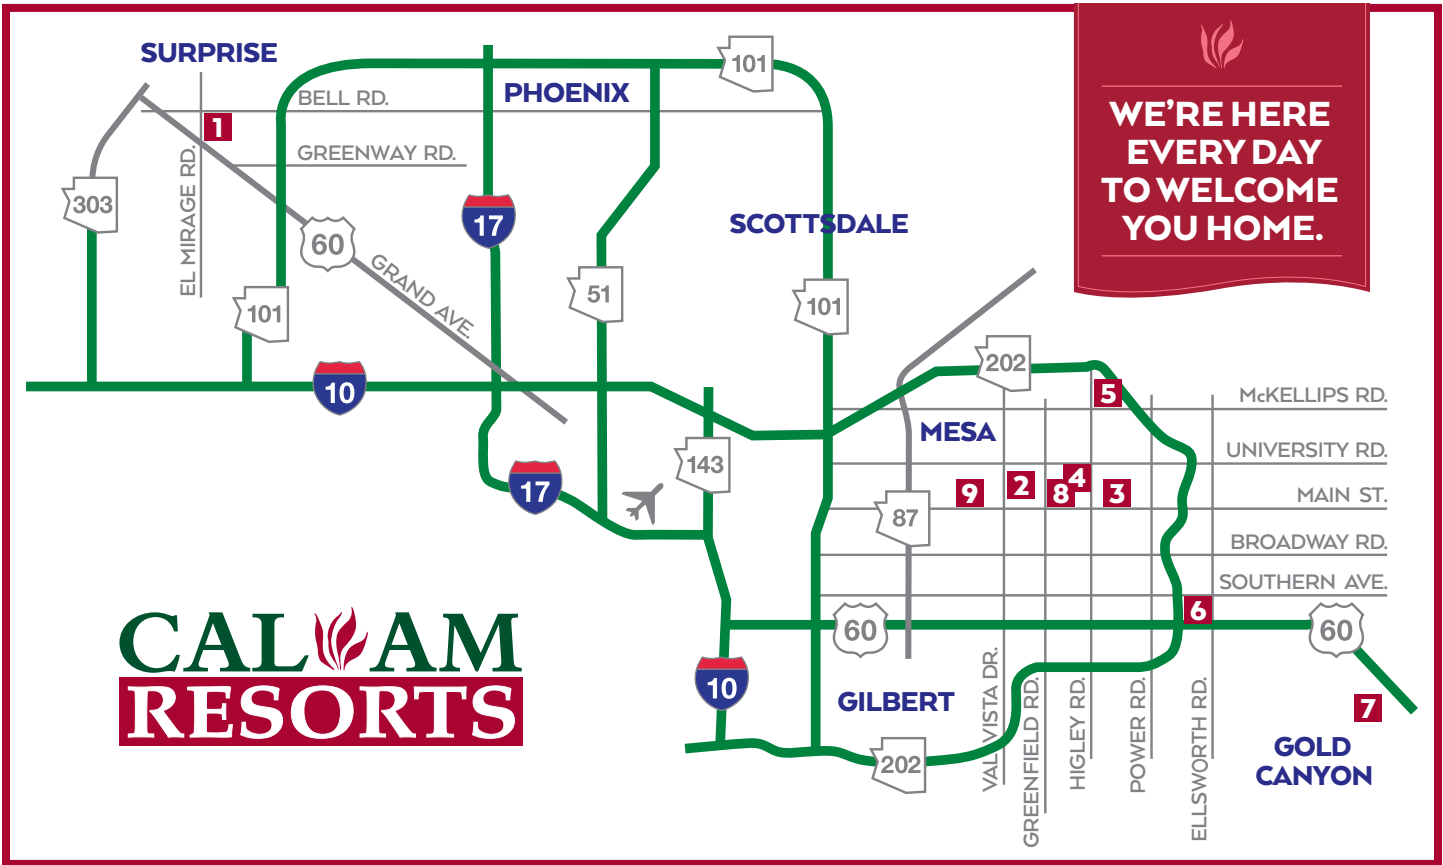 SURPRISE
BELL RD.
PHOENIX
101
1
GREENWAY RD.
EL MIRAGE RD.
303
60
17
GRAND AVE.
101
51
SCOTTSDALE
101
WE'RE HERE
EVERY DAY
TO WELCOME
YOU HOME.
10
17
143
202
5
McKELLIPS RD.
MESA
UNIVERSITY RD.
9
2
8
4
3
MAIN ST.
87
BROADWAY RD.
SOUTHERN AVE.
6
60
60
10
GILBERT
VAL VISTA DR.
GREENFIELD RD.
HIGLEY RD.
POWER RD.
ELLSWORTH RD.
7
GOLD
CANYON
202
CAL AM
RESORTS